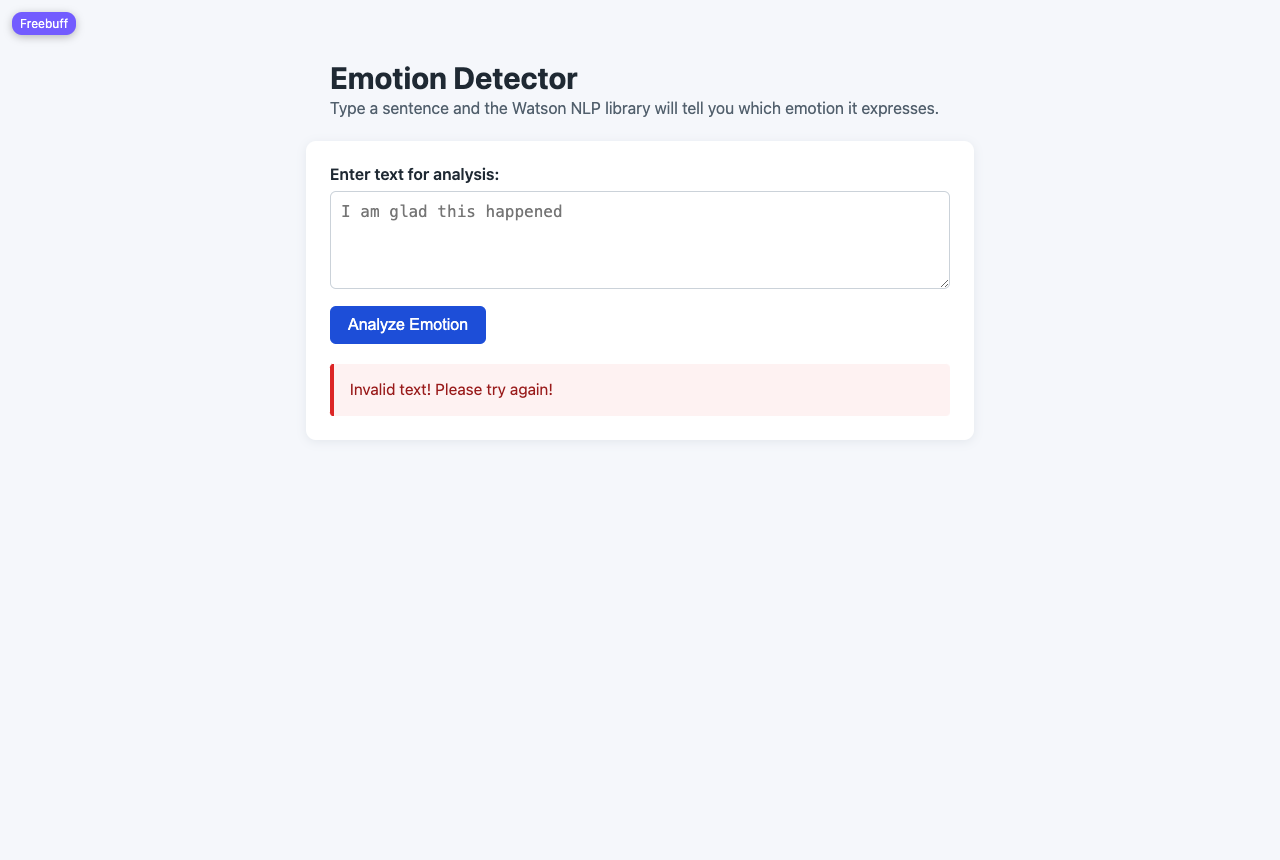 Freebuff
Emotion Detector
Type a sentence and the Watson NLP library will tell you which emotion it expresses.
Enter text for analysis:
I am glad this happened
Analyze Emotion
Invalid text! Please try again!